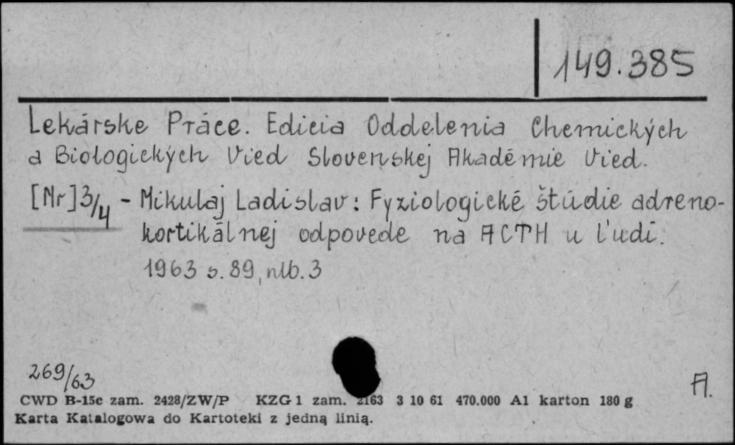 149.385
Lekárske Práce. Edicia Oddelenia Chemických
a Biologických Vied Slovenskej Akadémie Vied.
[Nr] 3/4 - Mikulaj Ladislav: Fyziologické štúdie adreno-
kortikálnej odpovede na ACTH u ľudí.
1963 s. 89, nlb. 3
269/63
A.
CWD B-15c zam. 2428/ZW/P KZG 1 zam. 2163 3 10 61 470.000 A1 karton 180 g
Karta Katalogowa do Kartoteki z jedną linią.